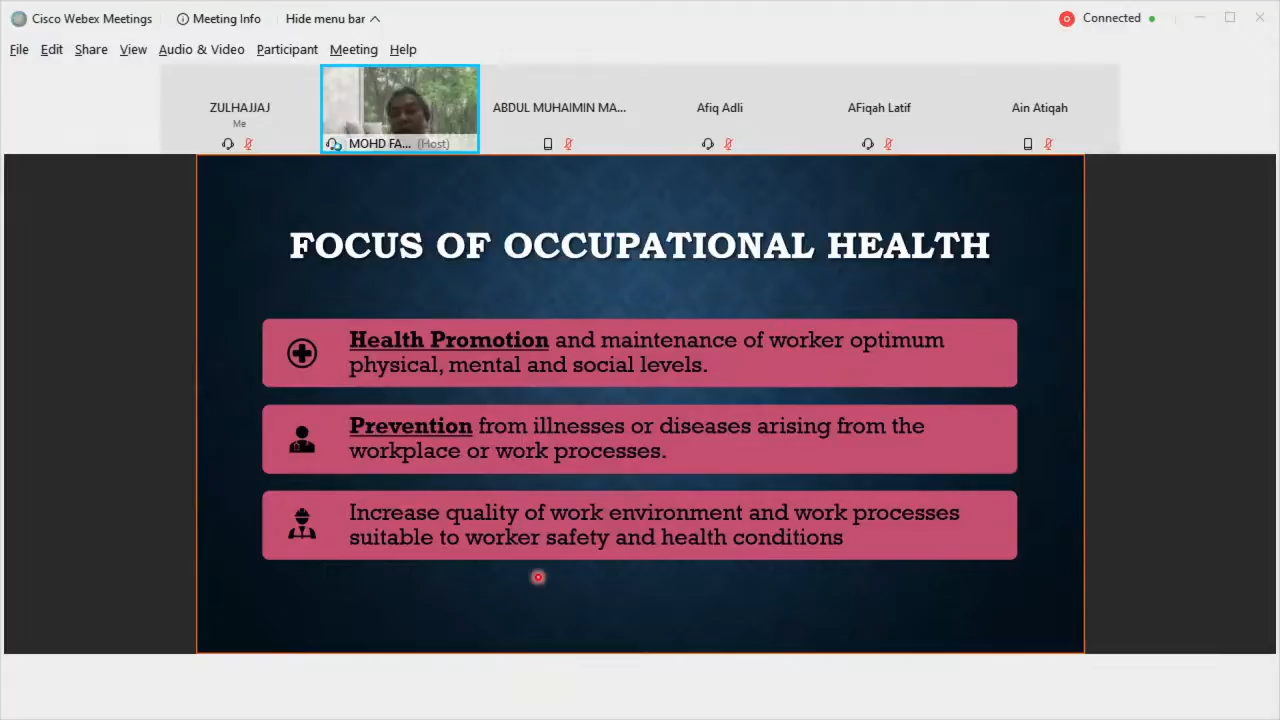 Cisco Webex Meetings
Meeting Info
Hide menu bar
Connected
File Edit Share View Audio & Video Participant Meeting Help
ZULHAJJAJ
Me
MOHD FA... (Host)
ABDUL MUHAIMIN MA...
Afiq Adli
AFiqah Latif
Ain Atiqah
FOCUS OF OCCUPATIONAL HEALTH
Health Promotion and maintenance of worker optimum
physical, mental and social levels.
Prevention from illnesses or diseases arising from the
workplace or work processes.
Increase quality of work environment and work processes
suitable to worker safety and health conditions